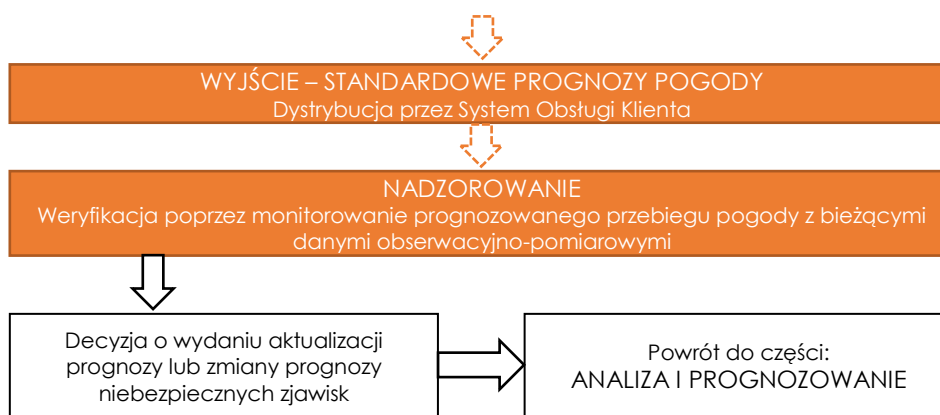 WYJŚCIE – STANDARDOWE PROGNOZY POGODY
Dystrybucja przez System Obsługi Klienta
NADZOROWANIE
Weryfikacja poprzez monitorowanie prognozowanego przebiegu pogody z bieżącymi
danymi obserwacyjno-pomiarowymi
Decyzja o wydaniu aktualizacji
prognozy lub zmiany prognozy
niebezpiecznych zjawisk
Powrót do części:
ANALIZA I PROGNOZOWANIE